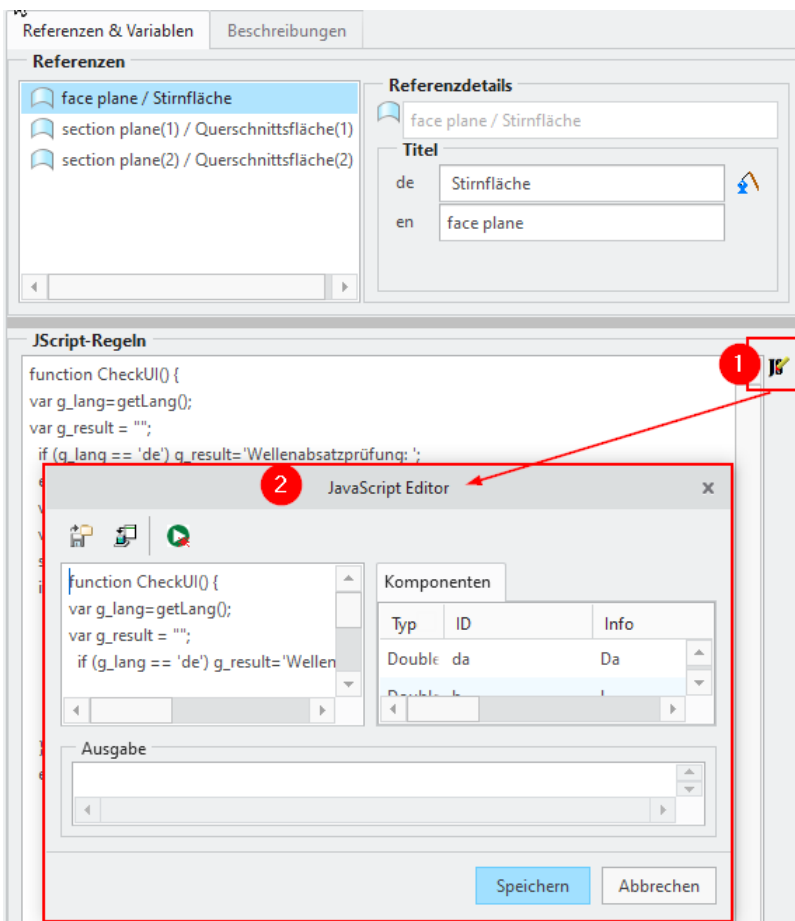 Referenzen & Variablen
Beschreibungen
Referenzen
face plane / Stirnfläche
section plane(1) / Querschnittsfläche(1)
section plane(2) / Querschnittsfläche(2)
Referenzdetails
face plane / Stirnfläche
Titel
de
Stirnfläche
en
face plane
JScript-Regeln
1
function CheckUI() {
var g_lang=getLang();
var g_result = "";
if (g_lang == 'de') g_result='Wellenabsatzprüfung: ';
2
JavaScript Editor
function CheckUI() {
var g_lang=getLang();
var g_result = "";
if (g_lang == 'de') g_result='Wellen
Komponenten
Typ ID Info
Double da Da
Ausgabe
Speichern
Abbrechen